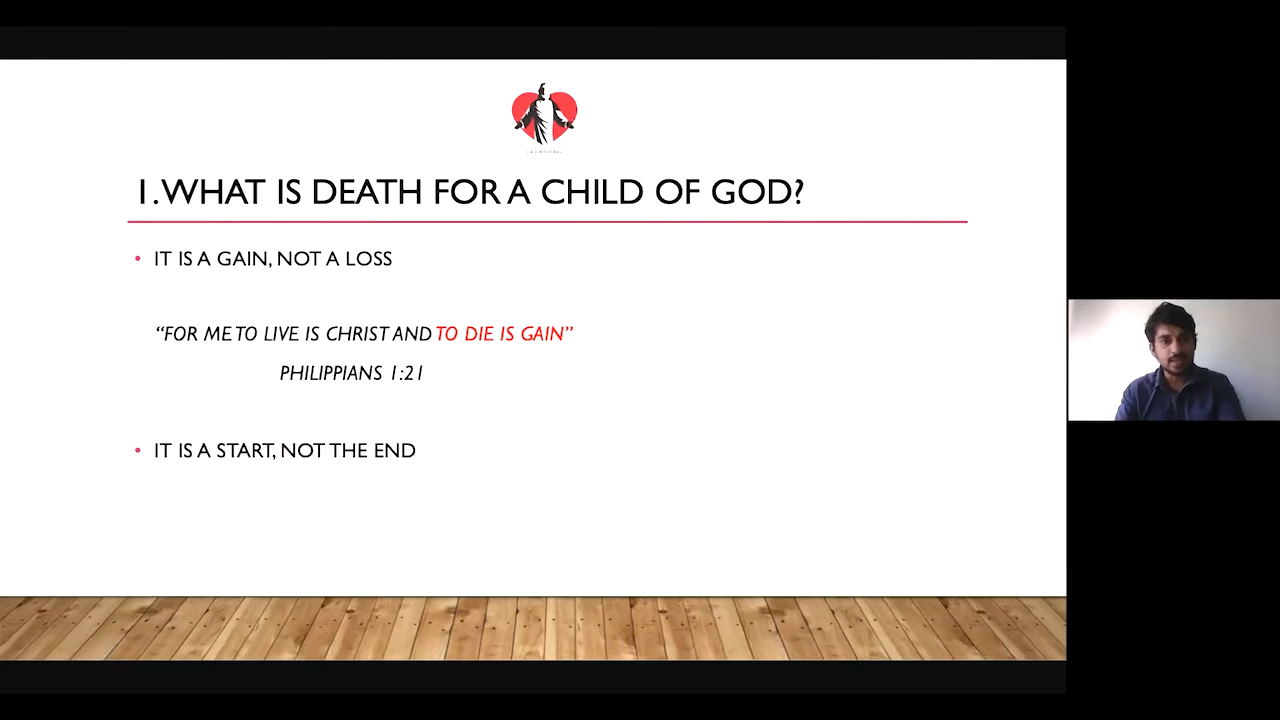 1. WHAT IS DEATH FOR A CHILD OF GOD?
• IT IS A GAIN, NOT A LOSS
“FOR ME TO LIVE IS CHRIST AND TO DIE IS GAIN”
PHILIPPIANS 1:21
• IT IS A START, NOT THE END